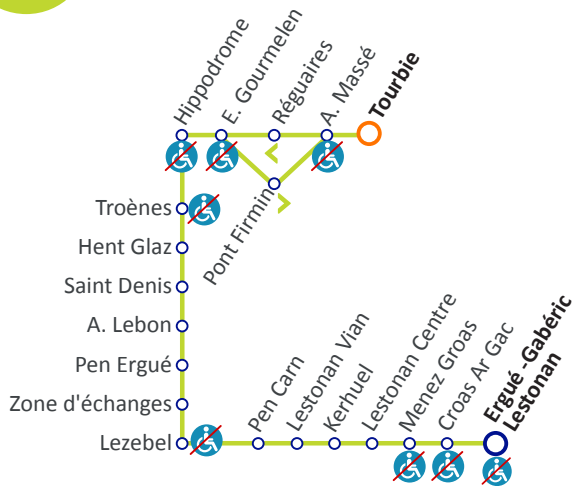 Hippodrome
E. Gourmelen
Réguaires
A. Massé
Tourbie
Pont Firmin
Troènes
Hent Glaz
Saint Denis
A. Lebon
Pen Ergué
Zone d'échanges
Lezebel
Pen Carn
Lestonan Vian
Kerhuel
Lestonan Centre
Menez Groas
Croas Ar Gac
Ergué -Gabéric
Lestonan